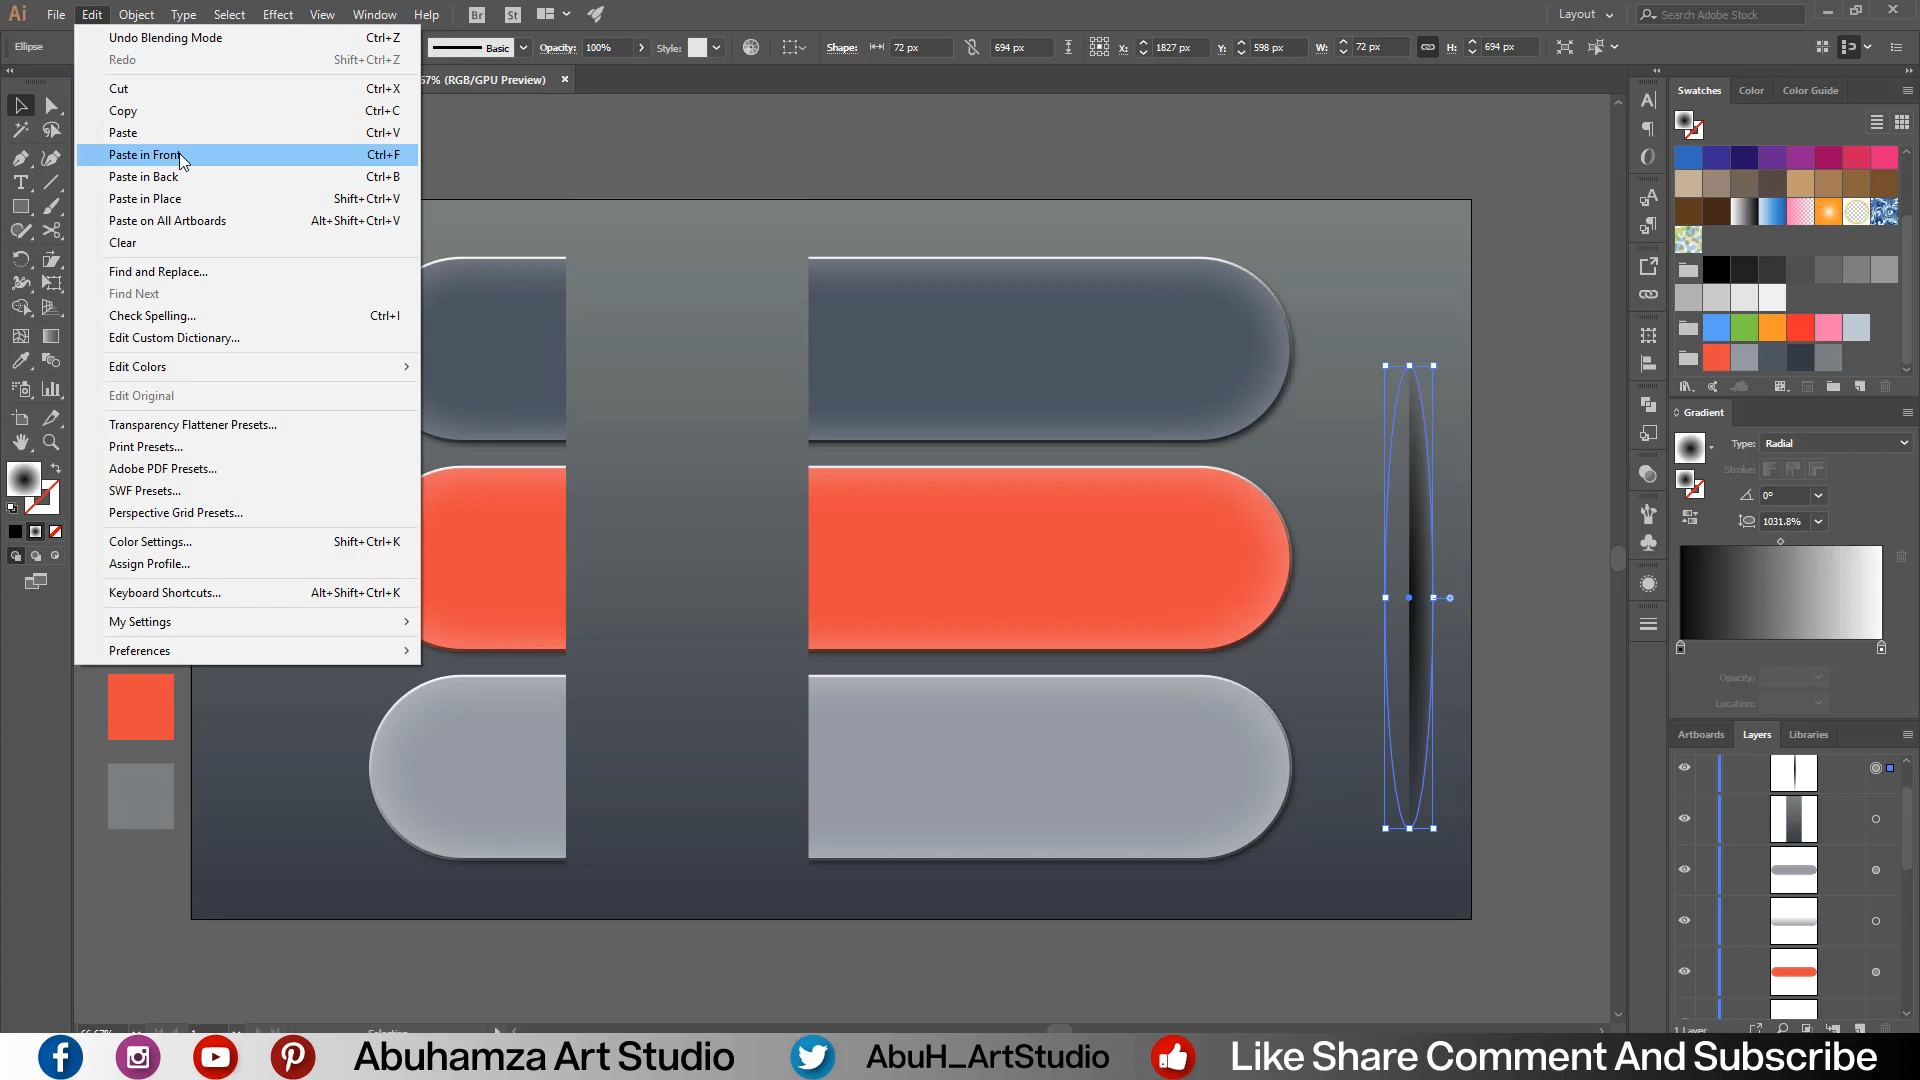 Ai File Edit Object Type Select Effect View Window Help Br St Layout Search Adobe Stock
Ellipse Basic Opacity: 100% Style: Shape: 72 px 694 px X: 1827 px Y: 598 px W: 72 px H: 694 px
67% (RGB/GPU Preview)
Undo Blending Mode Ctrl+Z
Redo Shift+Ctrl+Z
Cut Ctrl+X
Copy Ctrl+C
Paste Ctrl+V
Paste in Front Ctrl+F
Paste in Back Ctrl+B
Paste in Place Shift+Ctrl+V
Paste on All Artboards Alt+Shift+Ctrl+V
Clear
Find and Replace...
Find Next
Check Spelling... Ctrl+I
Edit Custom Dictionary...
Edit Colors
Edit Original
Transparency Flattener Presets...
Print Presets...
Adobe PDF Presets...
SWF Presets...
Perspective Grid Presets...
Color Settings... Shift+Ctrl+K
Assign Profile...
Keyboard Shortcuts... Alt+Shift+Ctrl+K
My Settings
Preferences
Swatches Color Color Guide
Gradient
Type: Radial
Stroke:
0°
1031.8%
Opacity:
Location:
Artboards Layers Libraries
1 Layer
Abuhamza Art Studio AbuH_ArtStudio Like Share Comment And Subscribe